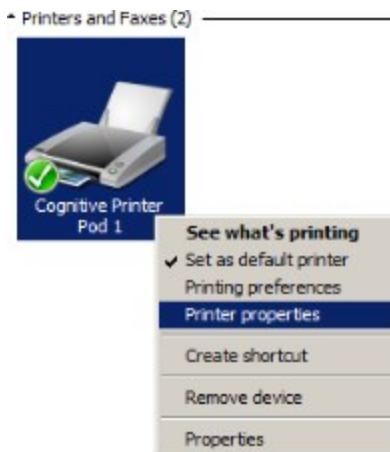 Printers and Faxes (2)
Cognitive Printer
Pod 1
See what's printing
Set as default printer
Printing preferences
Printer properties
Create shortcut
Remove device
Properties